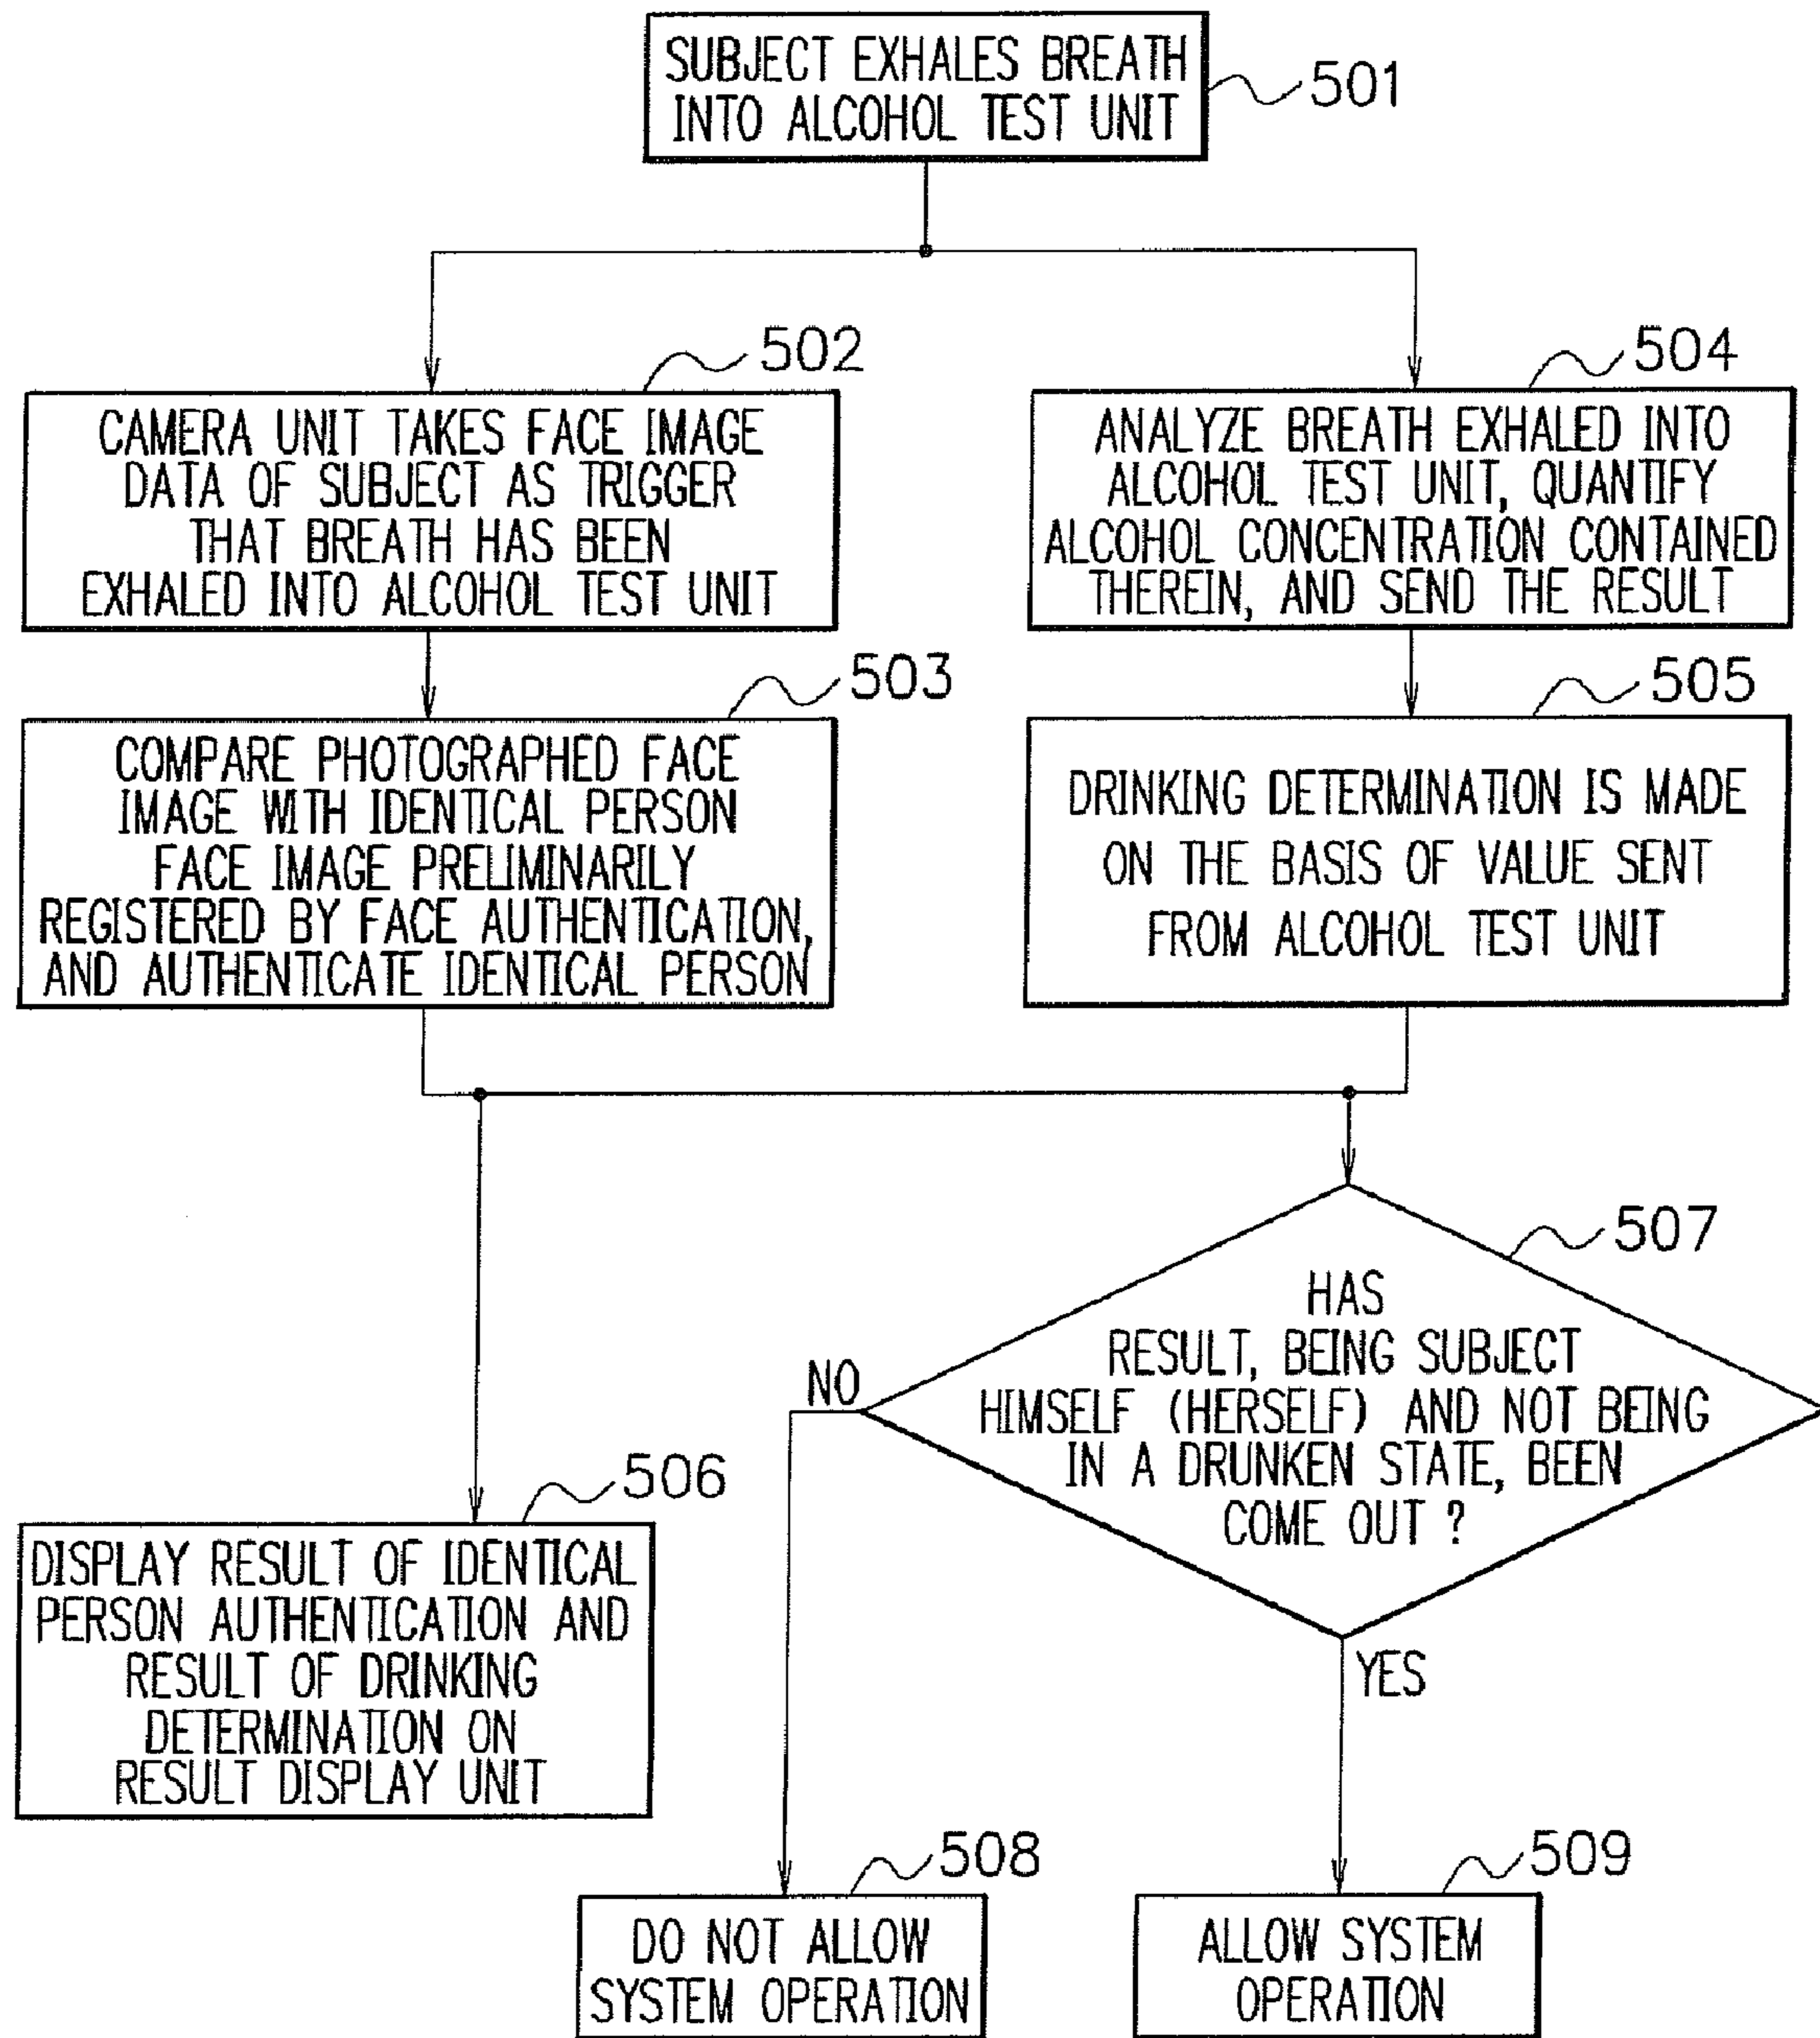 SUBJECT EXHALES BREATH
INTO ALCOHOL TEST UNIT
501
502
CAMERA UNIT TAKES FACE IMAGE
DATA OF SUBJECT AS TRIGGER
THAT BREATH HAS BEEN
EXHALED INTO ALCOHOL TEST UNIT
504
ANALYZE BREATH EXHALED INTO
ALCOHOL TEST UNIT, QUANTIFY
ALCOHOL CONCENTRATION CONTAINED
THEREIN, AND SEND THE RESULT
503
COMPARE PHOTOGRAPHED FACE
IMAGE WITH IDENTICAL PERSON
FACE IMAGE PRELIMINARILY
REGISTERED BY FACE AUTHENTICATION,
AND AUTHENTICATE IDENTICAL PERSON
505
DRINKING DETERMINATION IS MADE
ON THE BASIS OF VALUE SENT
FROM ALCOHOL TEST UNIT
507
HAS
RESULT, BEING SUBJECT
HIMSELF (HERSELF) AND NOT BEING
IN A DRUNKEN STATE, BEEN
COME OUT ?
NO
YES
506
DISPLAY RESULT OF IDENTICAL
PERSON AUTHENTICATION AND
RESULT OF DRINKING
DETERMINATION ON
RESULT DISPLAY UNIT
508
DO NOT ALLOW
SYSTEM OPERATION
509
ALLOW SYSTEM
OPERATION